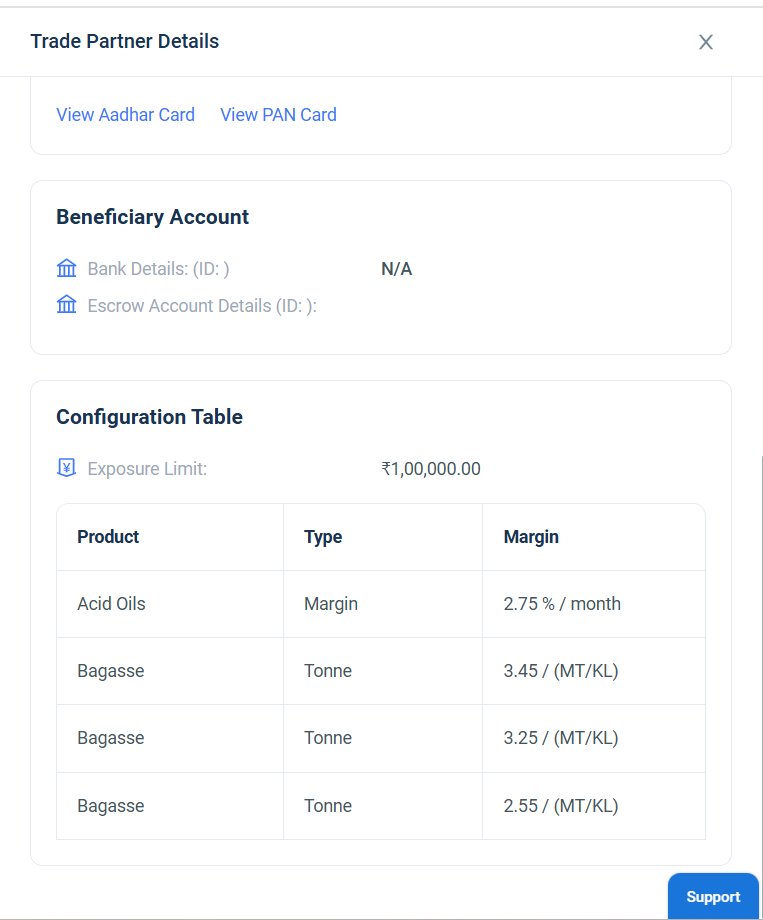 Trade Partner Details
View Aadhar Card View PAN Card
Beneficiary Account
Bank Details: (ID: ) N/A
Escrow Account Details (ID: ):
Configuration Table
Exposure Limit: ₹1,00,000.00
Product Type Margin
Acid Oils Margin 2.75 % / month
Bagasse Tonne 3.45 / (MT/KL)
Bagasse Tonne 3.25 / (MT/KL)
Bagasse Tonne 2.55 / (MT/KL)
Support